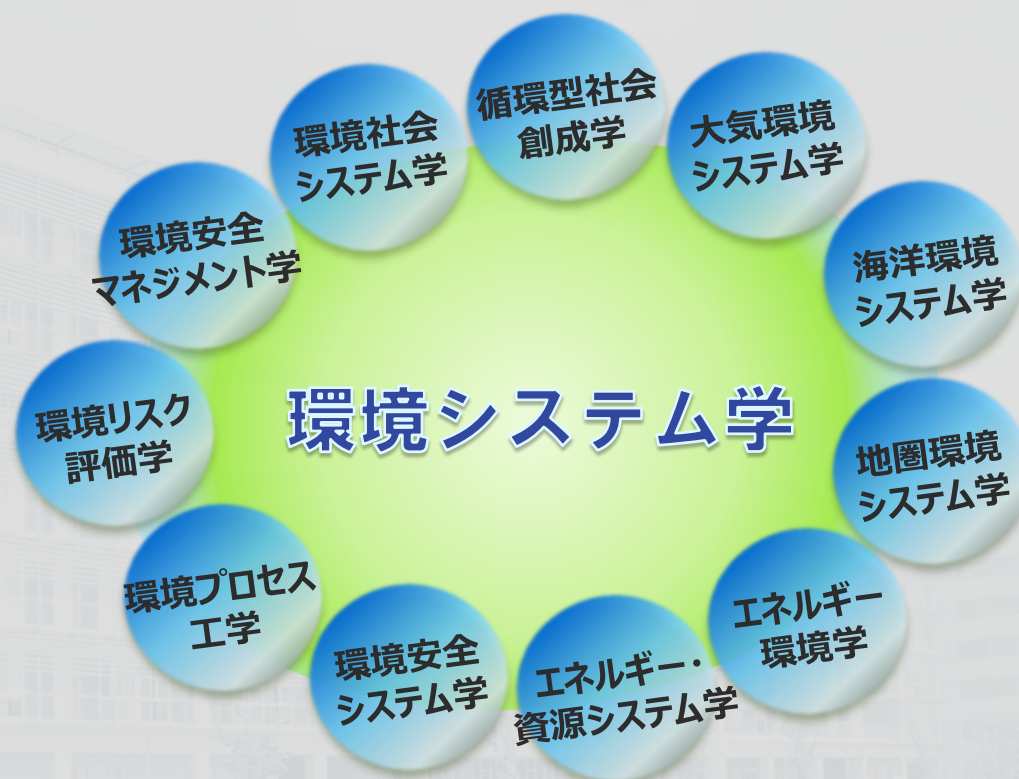 循環型社会
創成学
大気環境
システム学
海洋環境
システム学
地圏環境
システム学
エネルギー
環境学
エネルギー・
資源システム学
環境安全
システム学
環境プロセス
工学
環境リスク
評価学
環境安全
マネジメント学
環境社会
システム学
環境システム学